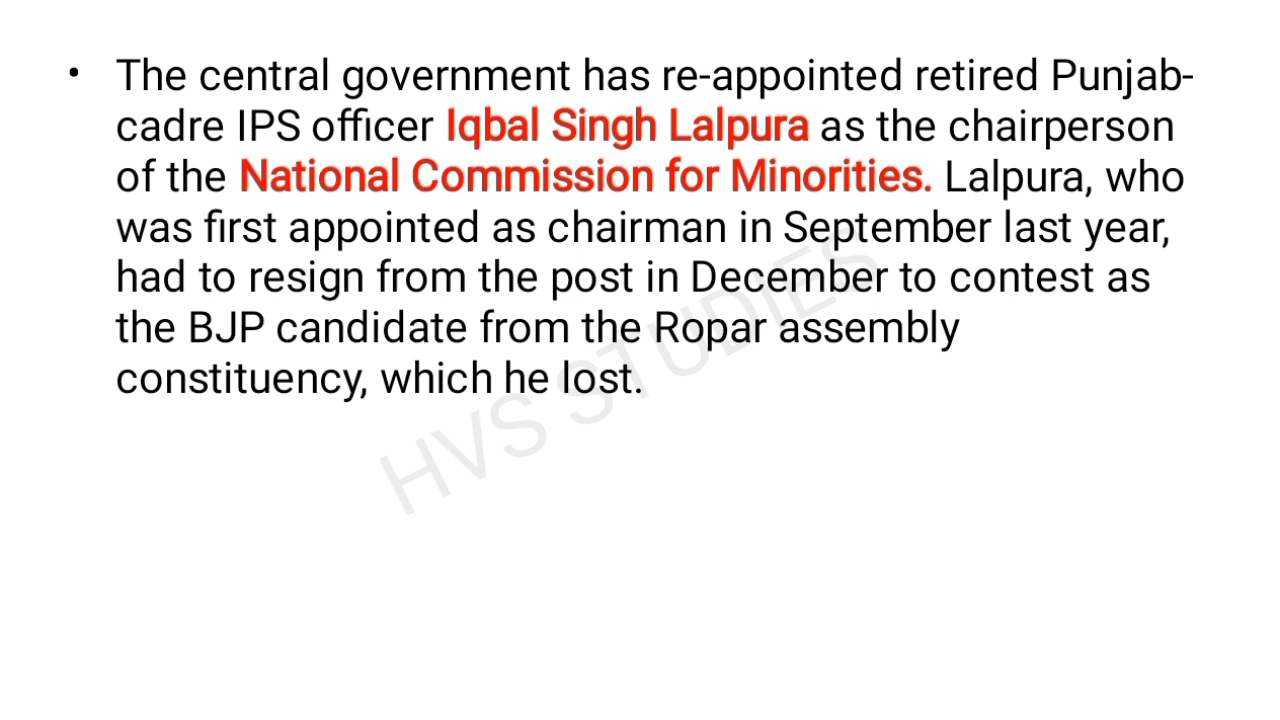 • The central government has re-appointed retired Punjab-
cadre IPS officer Iqbal Singh Lalpura as the chairperson
of the National Commission for Minorities. Lalpura, who
was first appointed as chairman in September last year,
had to resign from the post in December to contest as
the BJP candidate from the Ropar assembly
constituency, which he lost.
HVS STUDIES